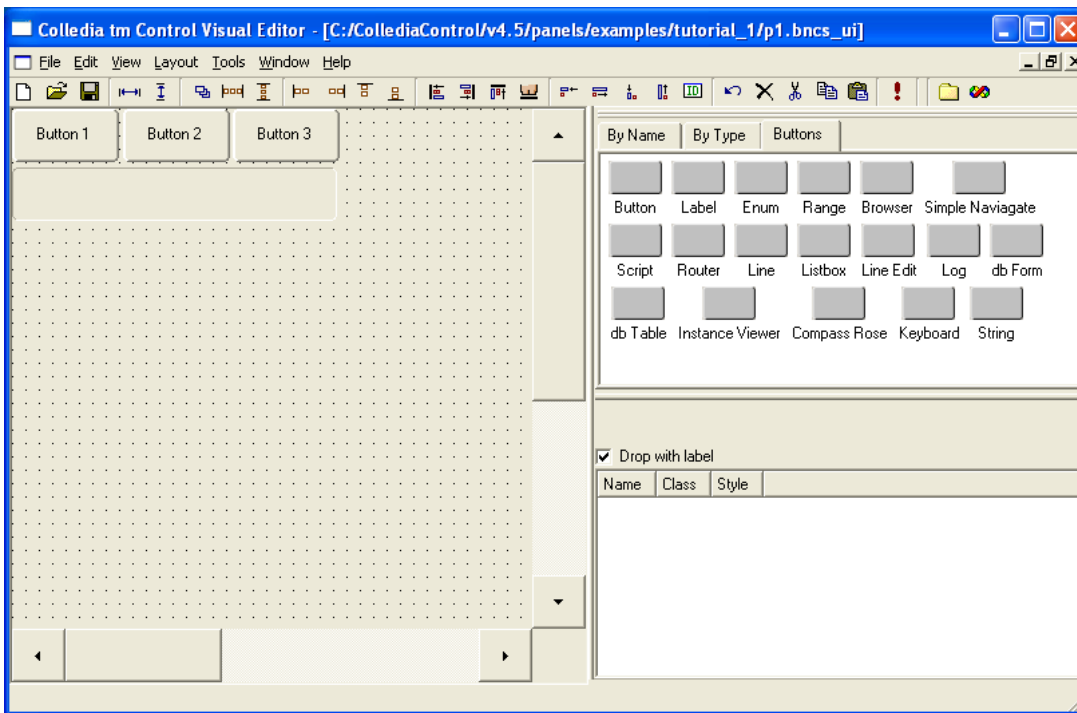 Colledia tm Control Visual Editor - [C:/CollediaControl/v4.5/panels/examples/tutorial_1/p1.bncs_ui]
File Edit View Layout Tools Window Help
ID
Button 1 Button 2 Button 3
By Name By Type Buttons
Button Label Enum Range Browser Simple Naviagate
Script Router Line Listbox Line Edit Log db Form
db Table Instance Viewer Compass Rose Keyboard String
Drop with label
Name Class Style